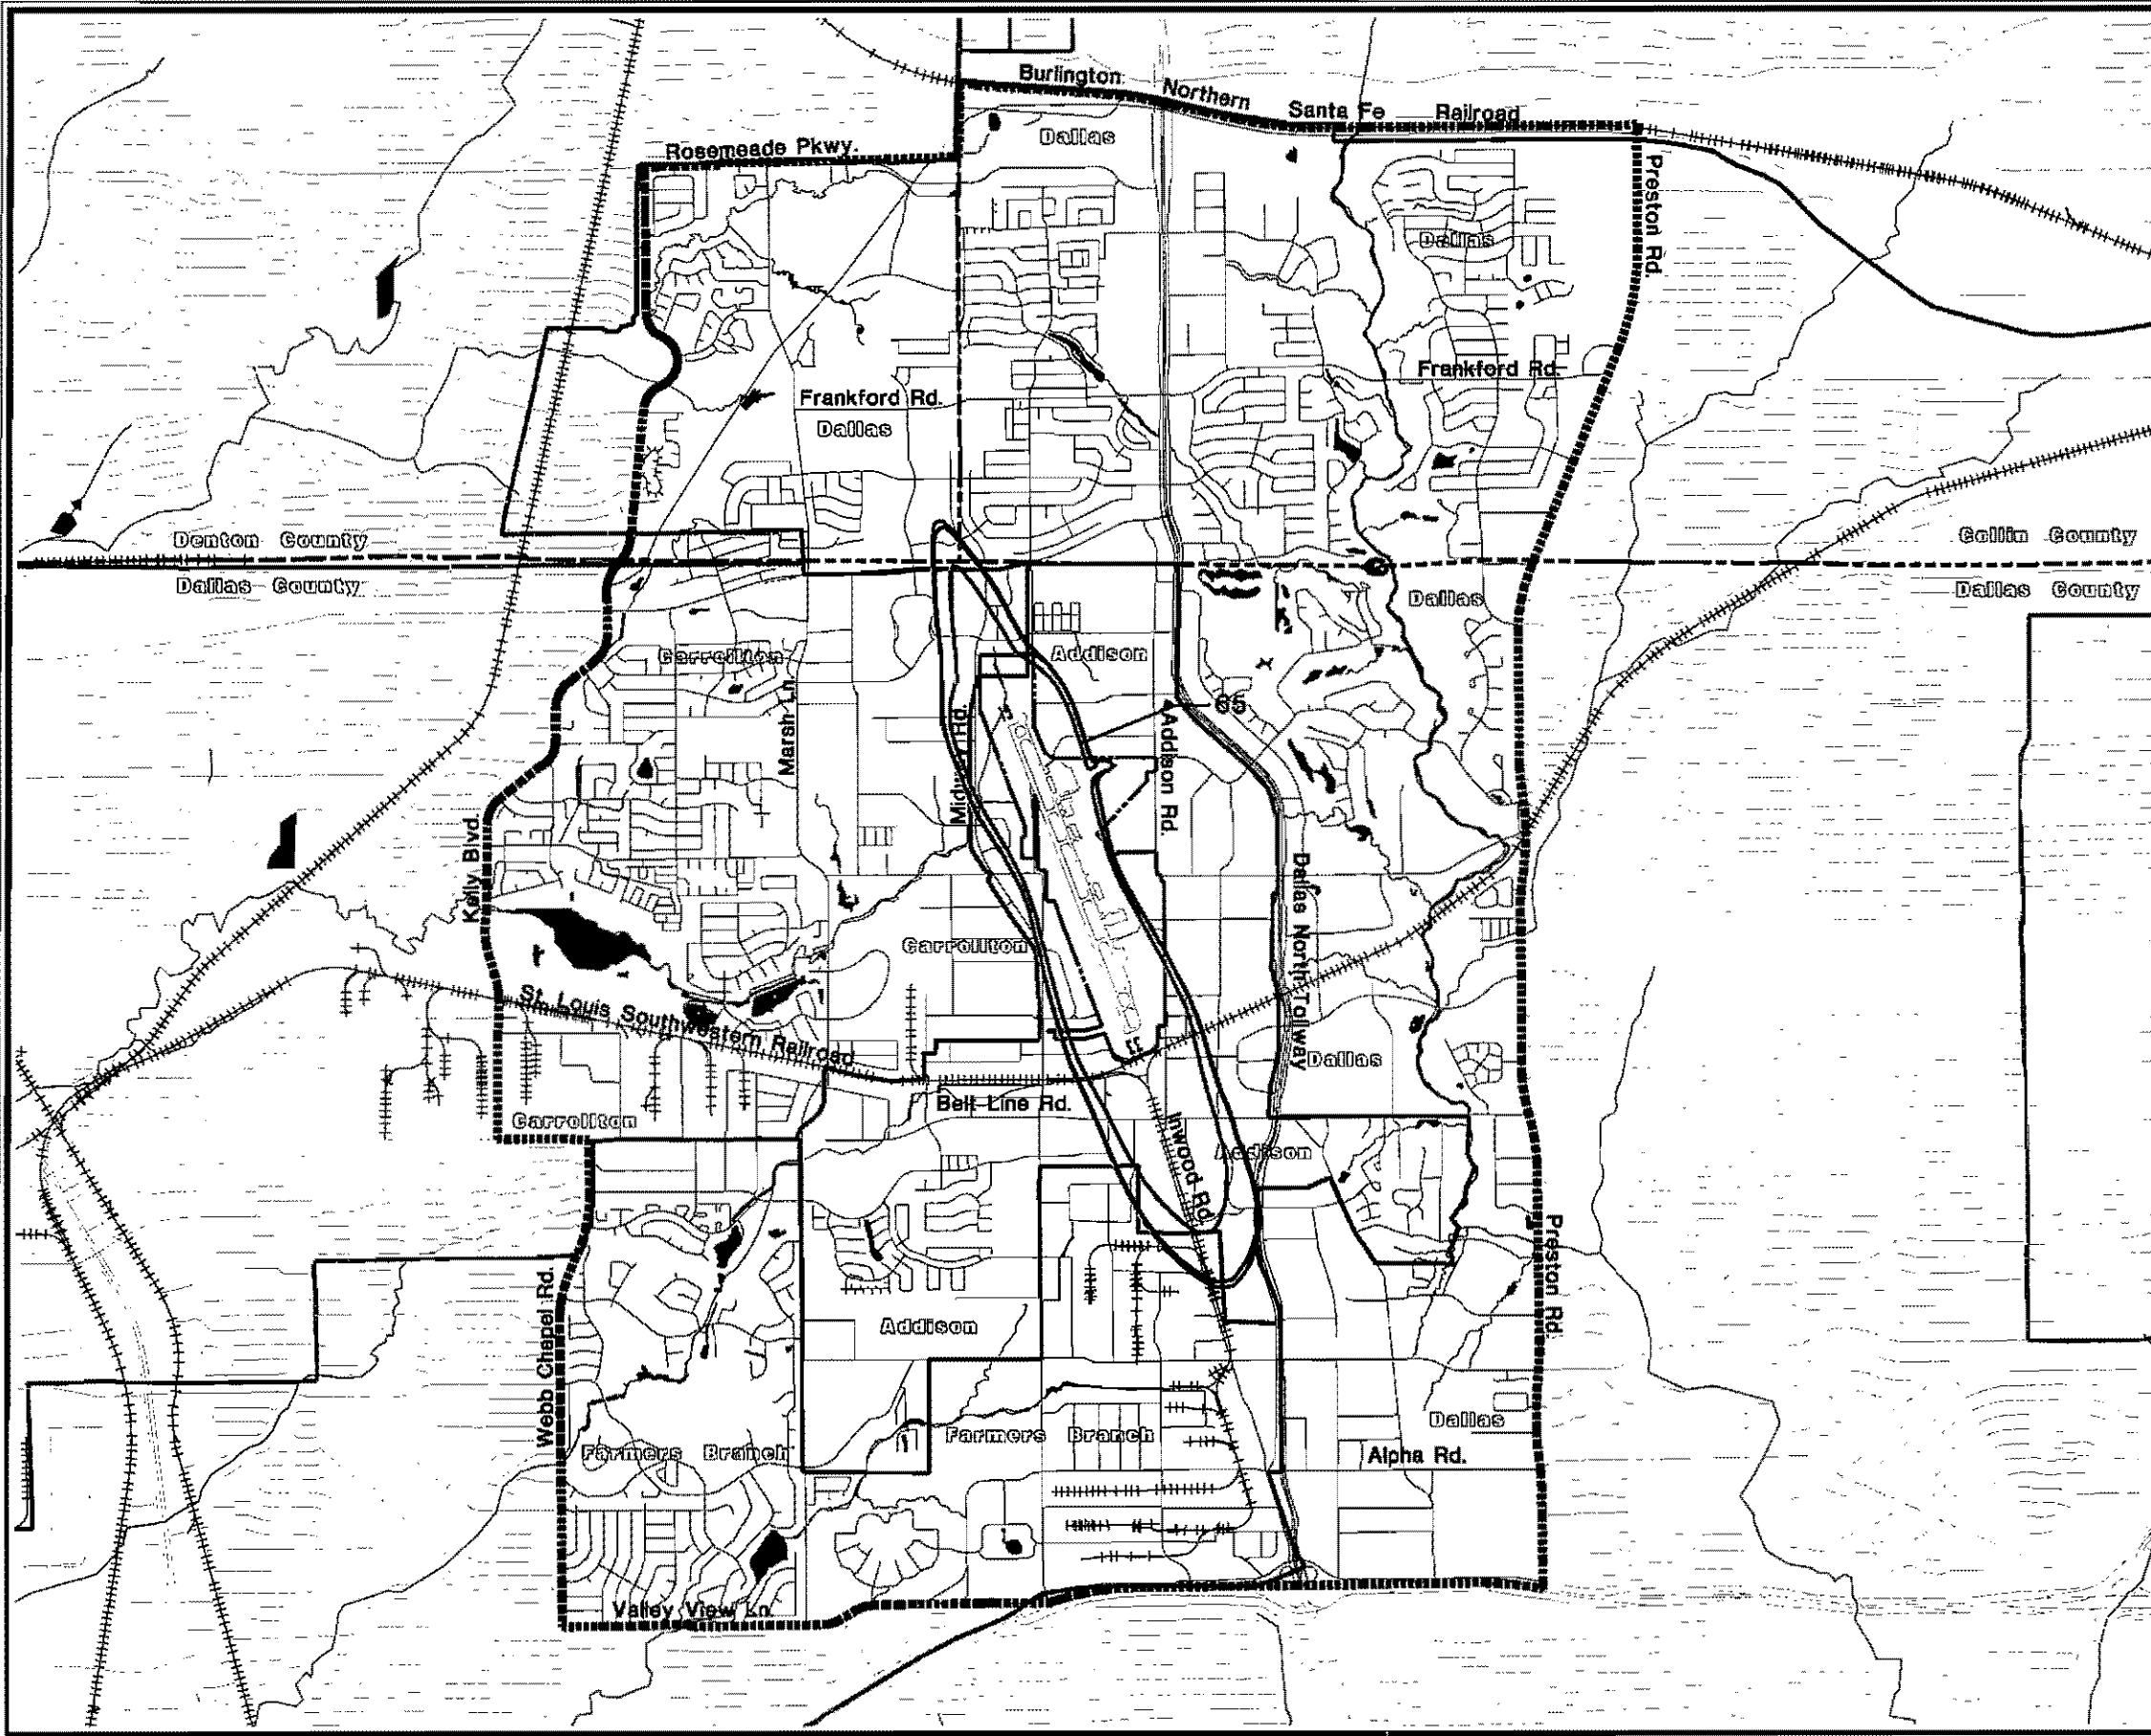 Burlington Northern Santa Fe Railroad
Dallas
Rosemeade Pkwy.
Preston Rd.
Dallas
Frankford Rd.
Frankford Rd.
Dallas
Denton County
Collin County
Dallas County
Dallas County
Dallas
Carrollton
Addison
65
Marsh Ln.
Midway Rd.
Addison Rd.
Kelly Blvd.
Dallas North Tollway
Carrollton
St. Louis Southwestern Railroad
33
Dallas
Belt Line Rd.
Carrollton
Inwood Rd.
Addison
Preston Rd.
Webb Chapel Rd.
Addison
Dallas
Farmers Branch
Farmers Branch
Alpha Rd.
Valley View Ln.